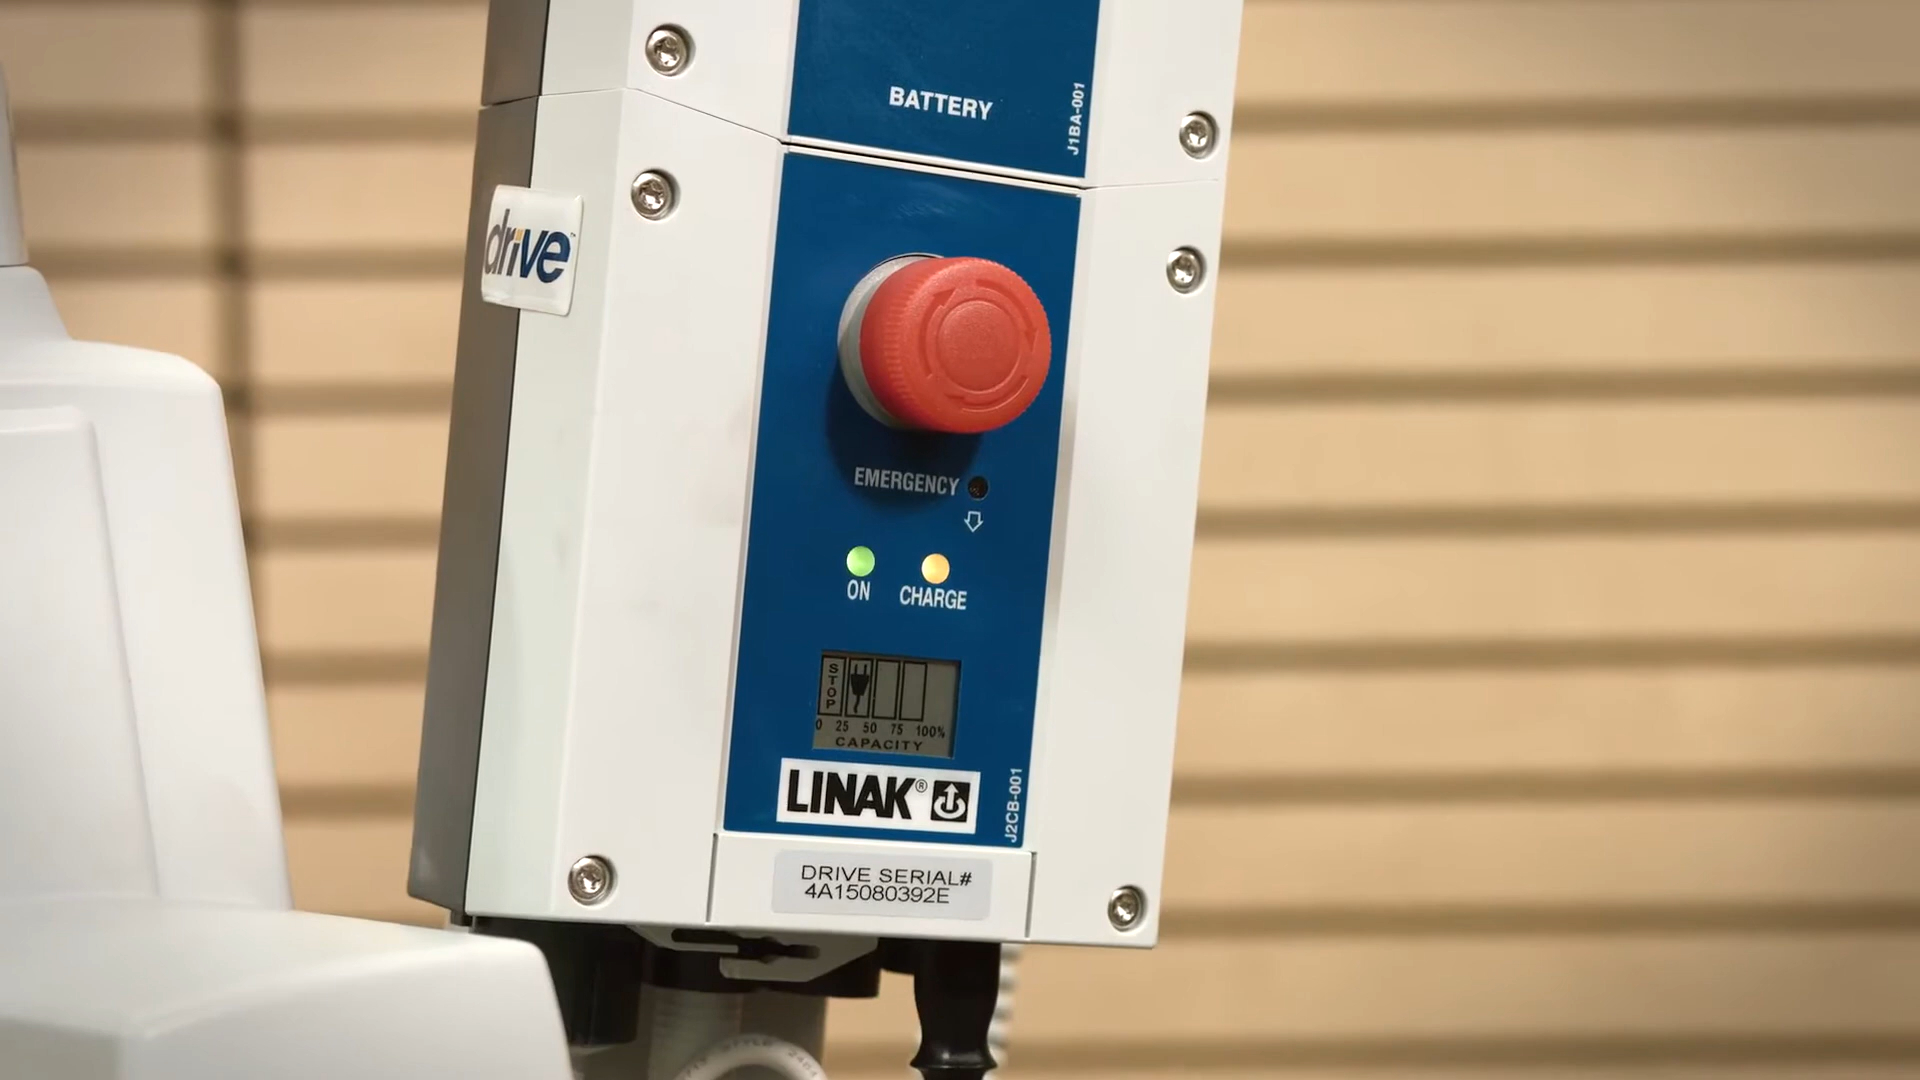 BATTERY
J1BA-001
drive™
EMERGENCY
ON
CHARGE
STOP
0 25 50 75 100%
CAPACITY
LINAK®
J2CB-001
DRIVE SERIAL#
4A15080392E